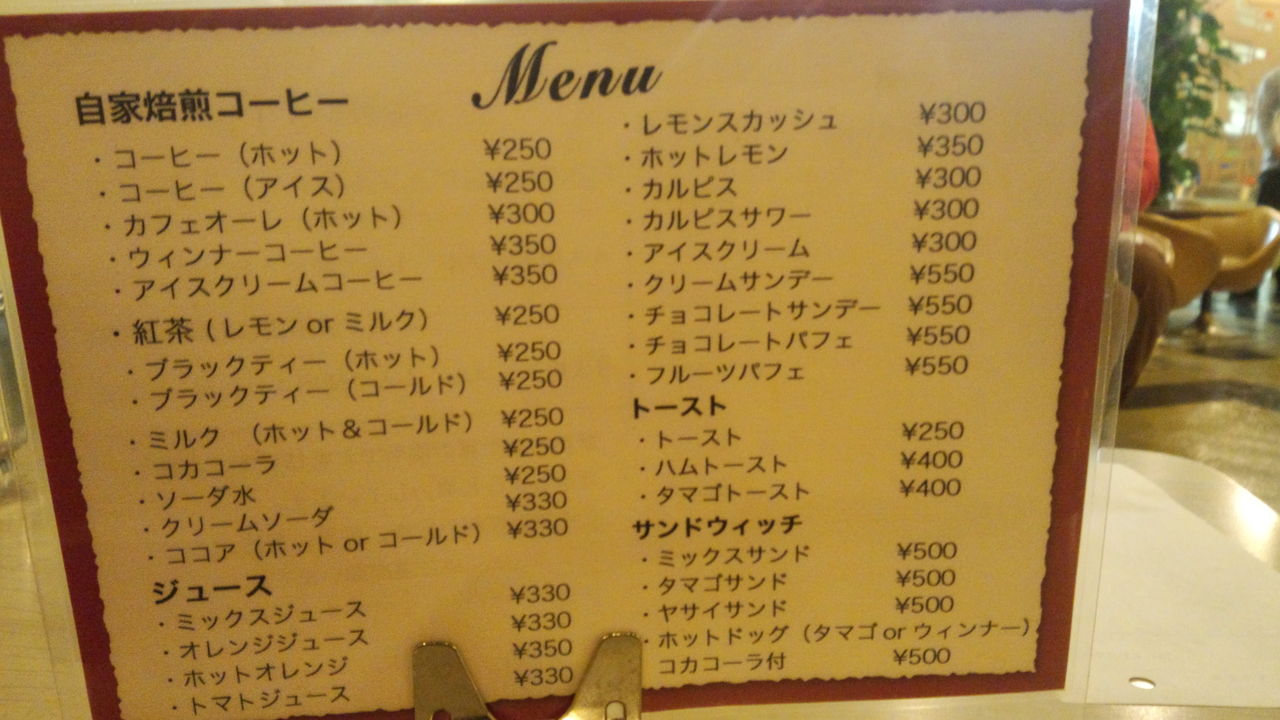 Menu
自家焙煎コーヒー
・コーヒー（ホット） ¥250
・コーヒー（アイス） ¥250
・カフェオーレ（ホット） ¥300
・ウィンナーコーヒー ¥350
・アイスクリームコーヒー ¥350
・紅茶（レモン or ミルク） ¥250
・ブラックティー（ホット） ¥250
・ブラックティー（コールド） ¥250
・ミルク （ホット＆コールド） ¥250
・コカコーラ ¥250
・ソーダ水 ¥250
・クリームソーダ ¥330
・ココア（ホット or コールド） ¥330
ジュース
・ミックスジュース ¥330
・オレンジジュース ¥330
・ホットオレンジ ¥350
・トマトジュース ¥330
・レモンスカッシュ ¥300
・ホットレモン ¥350
・カルピス ¥300
・カルピスサワー ¥300
・アイスクリーム ¥300
・クリームサンデー ¥550
・チョコレートサンデー ¥550
・チョコレートパフェ ¥550
・フルーツパフェ ¥550
トースト
・トースト ¥250
・ハムトースト ¥400
・タマゴトースト ¥400
サンドウィッチ
・ミックスサンド ¥500
・タマゴサンド ¥500
・ヤサイサンド ¥500
・ホットドッグ（タマゴ or ウィンナー）
コカコーラ付 ¥500